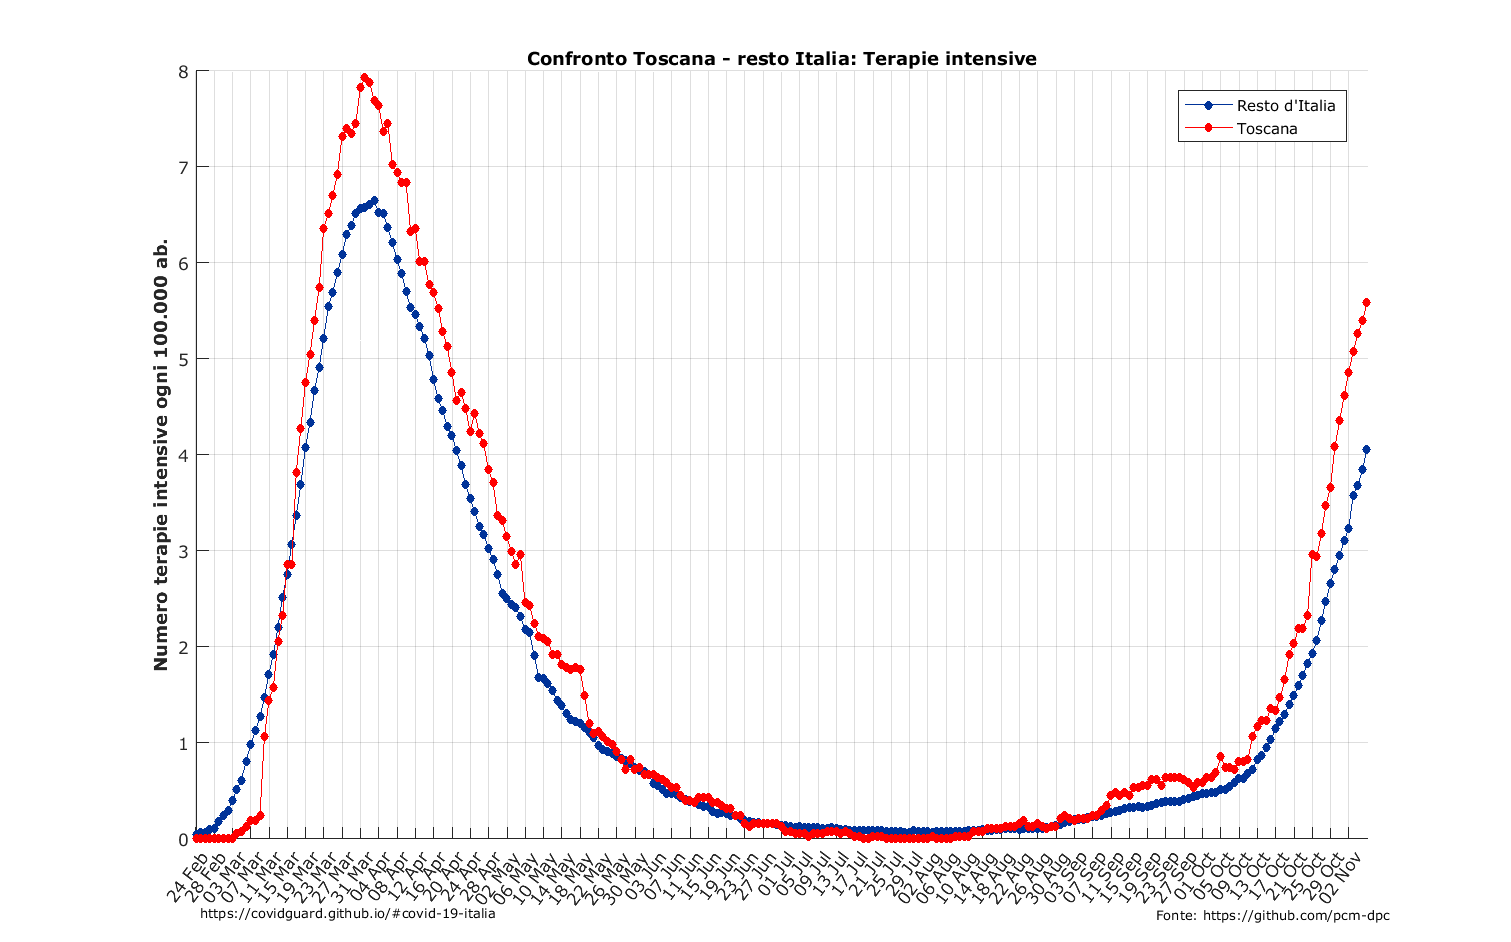 Confronto Toscana - resto Italia: Terapie intensive
Resto d'Italia
Toscana
Numero terapie intensive ogni 100.000 ab.
8
7
6
5
4
3
2
1
0
24 Feb
28 Feb
03 Mar
07 Mar
11 Mar
15 Mar
19 Mar
23 Mar
27 Mar
31 Mar
04 Apr
08 Apr
12 Apr
16 Apr
20 Apr
24 Apr
28 Apr
02 May
06 May
10 May
14 May
18 May
22 May
26 May
30 May
03 Jun
07 Jun
11 Jun
15 Jun
19 Jun
23 Jun
27 Jun
01 Jul
05 Jul
09 Jul
13 Jul
17 Jul
21 Jul
25 Jul
29 Jul
02 Aug
06 Aug
10 Aug
14 Aug
18 Aug
22 Aug
26 Aug
30 Aug
03 Sep
07 Sep
11 Sep
15 Sep
19 Sep
23 Sep
27 Sep
01 Oct
05 Oct
09 Oct
13 Oct
17 Oct
21 Oct
25 Oct
29 Oct
02 Nov
https://covidguard.github.io/#covid-19-italia
Fonte: https://github.com/pcm-dpc